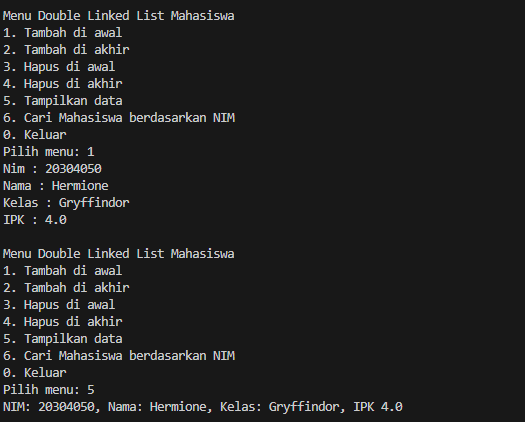 Menu Double Linked List Mahasiswa
1. Tambah di awal
2. Tambah di akhir
3. Hapus di awal
4. Hapus di akhir
5. Tampilkan data
6. Cari Mahasiswa berdasarkan NIM
0. Keluar
Pilih menu: 1
Nim : 20304050
Nama : Hermione
Kelas : Gryffindor
IPK : 4.0
Menu Double Linked List Mahasiswa
1. Tambah di awal
2. Tambah di akhir
3. Hapus di awal
4. Hapus di akhir
5. Tampilkan data
6. Cari Mahasiswa berdasarkan NIM
0. Keluar
Pilih menu: 5
NIM: 20304050, Nama: Hermione, Kelas: Gryffindor, IPK 4.0